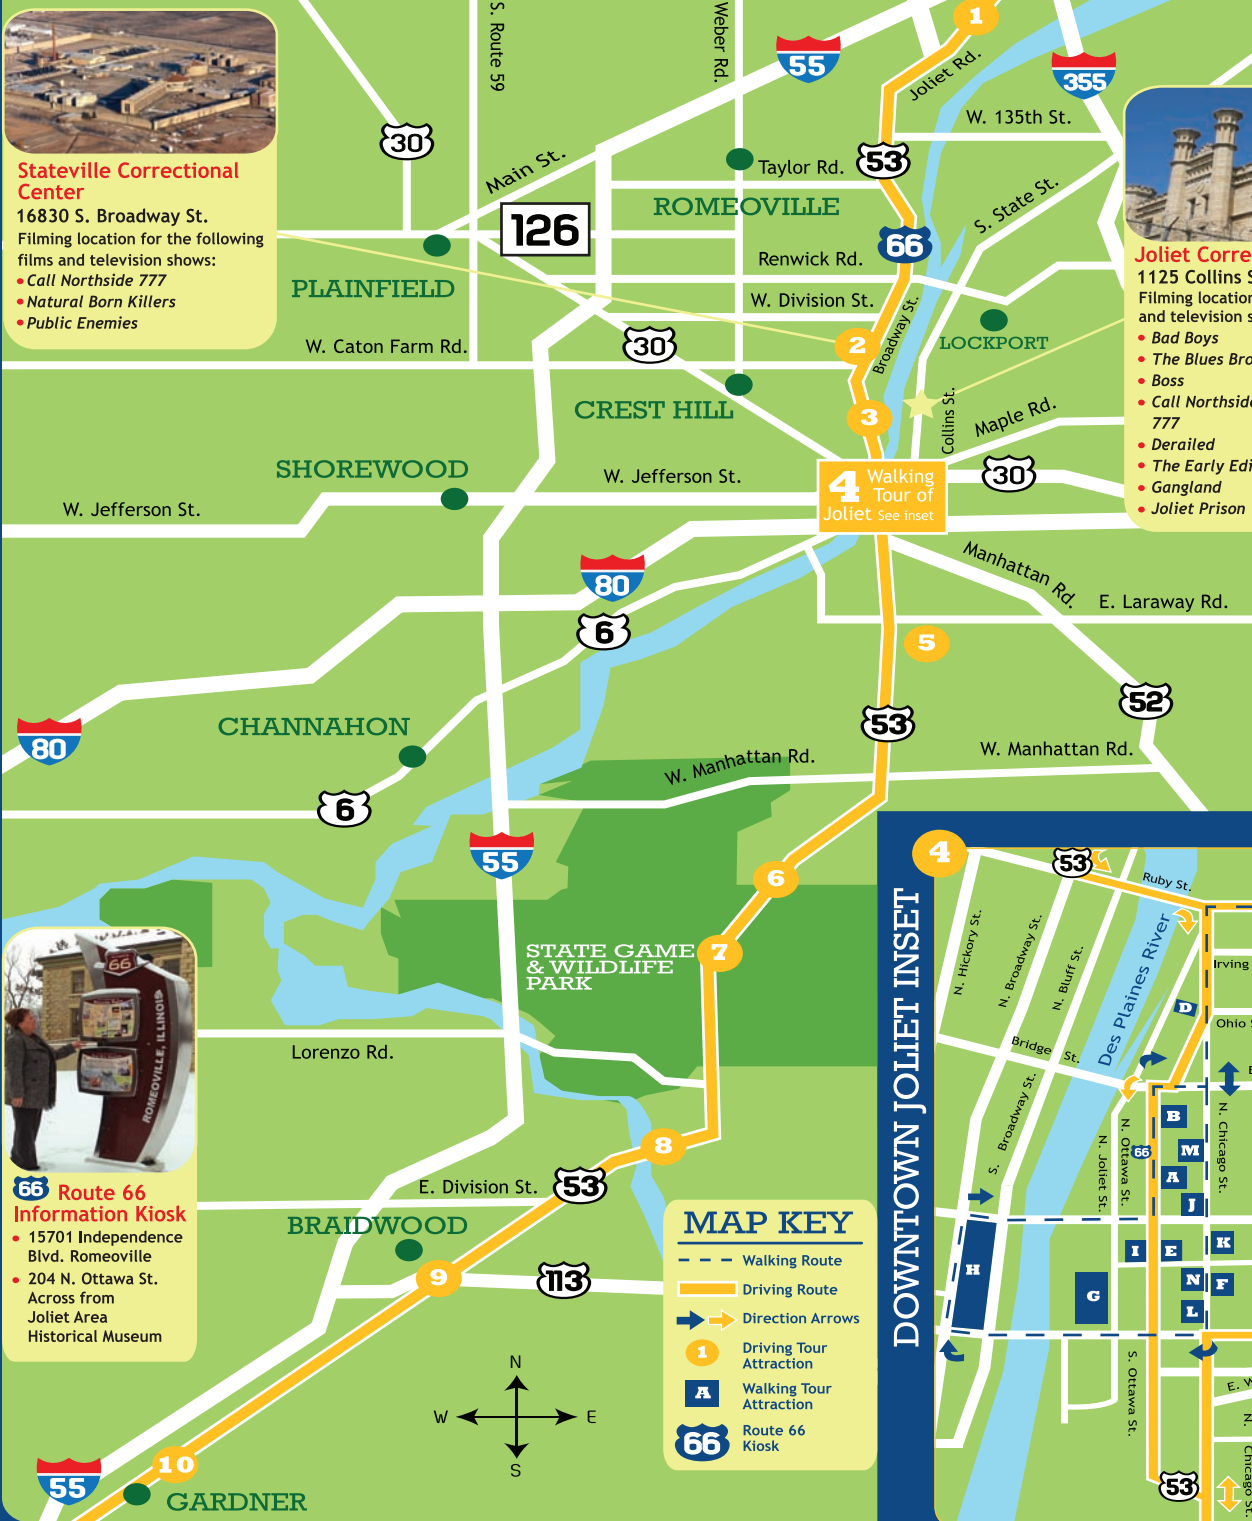 S. Route 59
Weber Rd.
1
55
355
Joliet Rd.
W. 135th St.
30
Main St.
53
Taylor Rd.
Stateville Correctional
Center
16830 S. Broadway St.
Filming location for the following
films and television shows:
• Call Northside 777
• Natural Born Killers
• Public Enemies
126
ROMEOVILLE
S. State St.
66
Renwick Rd.
PLAINFIELD
W. Division St.
Joliet Corre
1125 Collins S
Filming location
and television s
• Bad Boys
• The Blues Bro
• Boss
• Call Northside
777
• Derailed
• The Early Edi
• Gangland
• Joliet Prison
W. Caton Farm Rd.
30
2
Broadway St.
LOCKPORT
CREST HILL
3
Collins St.
Maple Rd.
SHOREWOOD
W. Jefferson St.
W. Jefferson St.
4 Walking
Tour of
Joliet See inset
30
80
Manhattan Rd.
E. Laraway Rd.
6
5
52
CHANNAHON
53
80
W. Manhattan Rd.
W. Manhattan Rd.
6
55
6
STATE GAME
& WILDLIFE
PARK
7
ROMEOVILLE, ILLINOIS
66
Lorenzo Rd.
8
66 Route 66
Information Kiosk
• 15701 Independence
Blvd. Romeoville
• 204 N. Ottawa St.
Across from
Joliet Area
Historical Museum
E. Division St.
53
BRAIDWOOD
9
113
N
W
E
S
55
10
GARDNER
MAP KEY
Walking Route
Driving Route
Direction Arrows
1
Driving Tour
Attraction
A
Walking Tour
Attraction
66
Route 66
Kiosk
DOWNTOWN JOLIET INSET
4
53
Ruby St.
N. Hickory St.
N. Broadway St.
N. Bluff St.
Des Plaines River
Irving
D
Ohio S
Bridge St.
E
S. Broadway St.
N. Joliet St.
N. Ottawa St.
N. Chicago St.
66
B
M
A
J
I
E
K
H
G
N
F
L
S. Ottawa St.
E. W
N.
Chicago St.
53